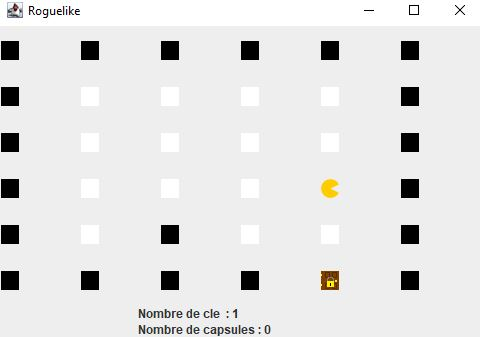 Roguelike
Nombre de cle : 1
Nombre de capsules : 0